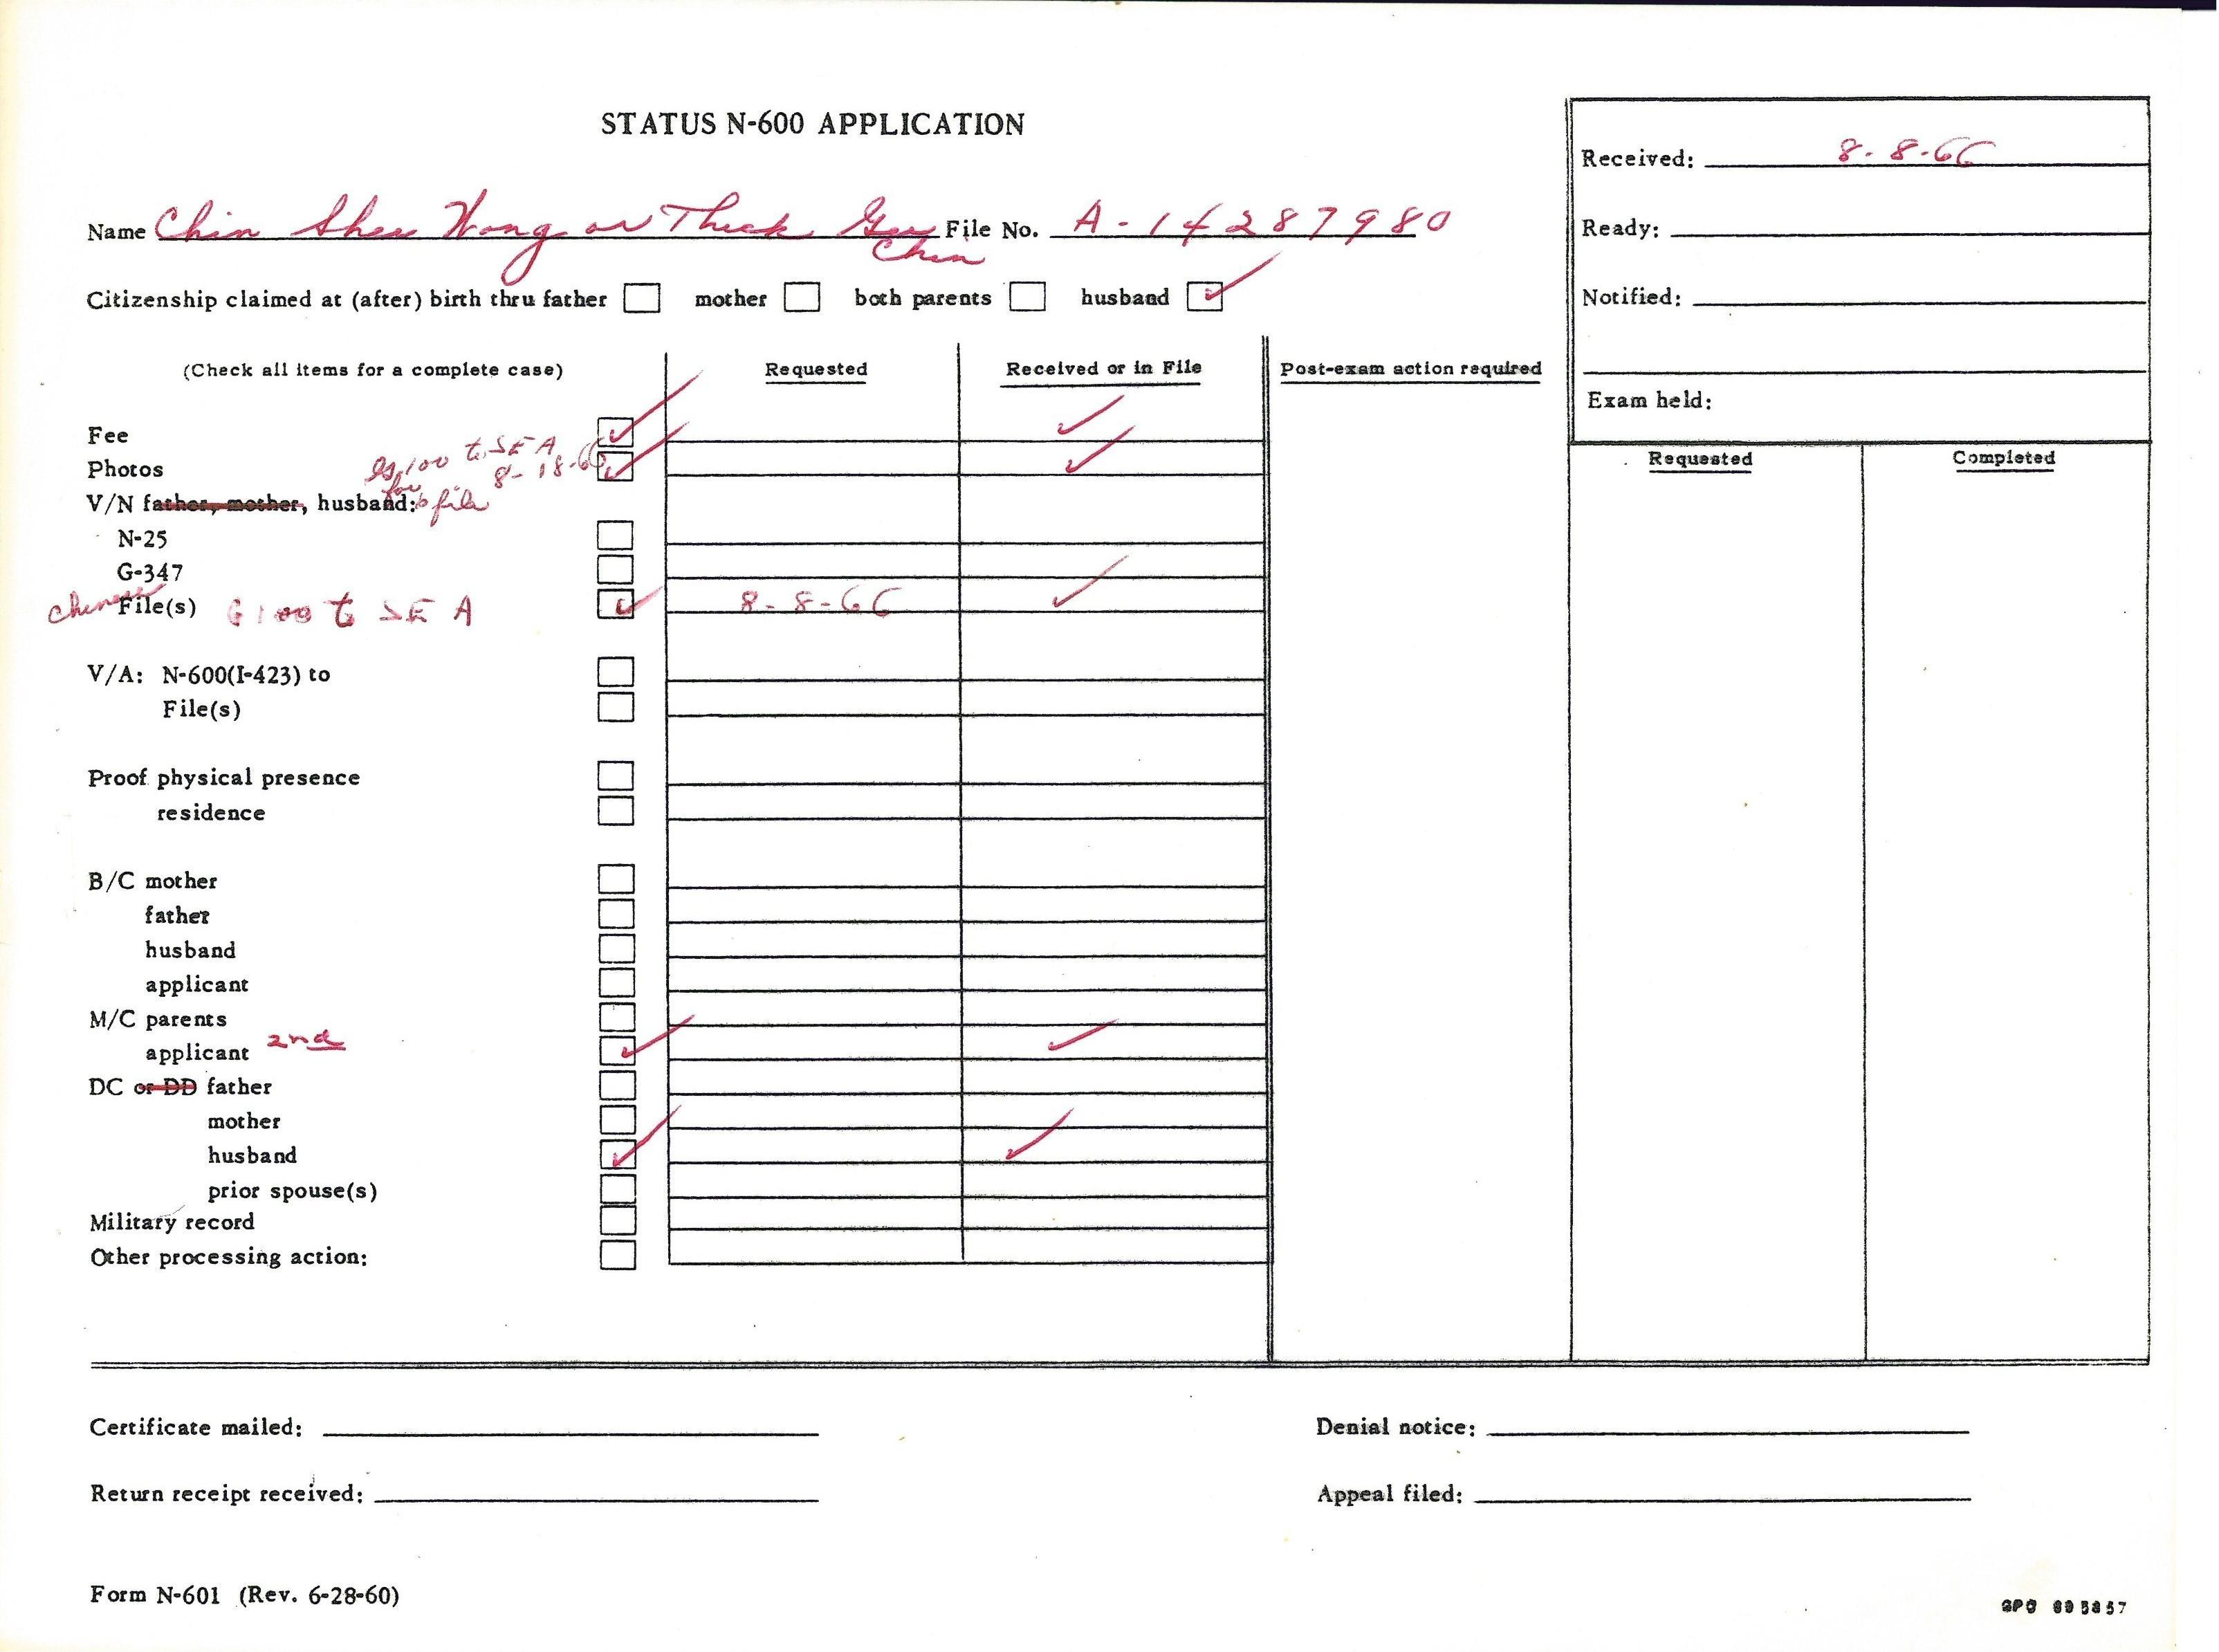 STATUS N-600 APPLICATION
Received: 8-8-66
Name Chin Shee Wong or Thick Gee Chin File No. A-14287980
Ready:
Citizenship claimed at (after) birth thru father mother both parents husband
Notified:
(Check all items for a complete case) Requested Received or in File Post-exam action required
Exam held:
Fee
Requested Completed
Photos G-100 to SEA 8-18-66
V/N father, mother, husband: for file
N-25
G-347
Chinese File(s) G100 to SEA 8-8-66
V/A: N-600(I-423) to
File(s)
Proof physical presence
residence
B/C mother
father
husband
applicant
M/C parents
applicant 2nd
DC or DD father
mother
husband
prior spouse(s)
Military record
Other processing action:
Certificate mailed: Denial notice:
Return receipt received: Appeal filed:
Form N-601 (Rev. 6-28-60)
GPO 895857